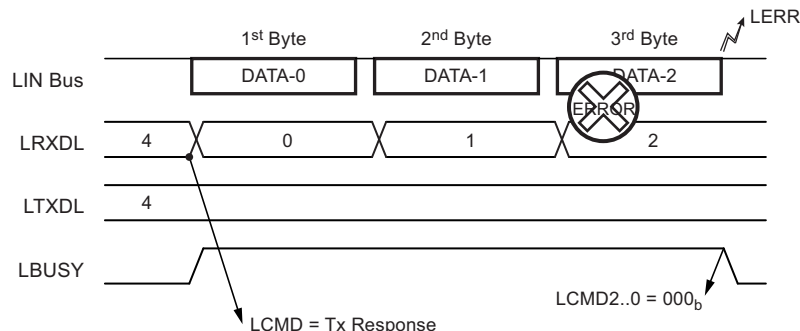 LERR
1st Byte 2nd Byte 3rd Byte
LIN Bus DATA-0 DATA-1 DATA-2
ERROR
LRXDL 4 0 1 2
LTXDL 4
LBUSY
LCMD2..0 = 000b
LCMD = Tx Response